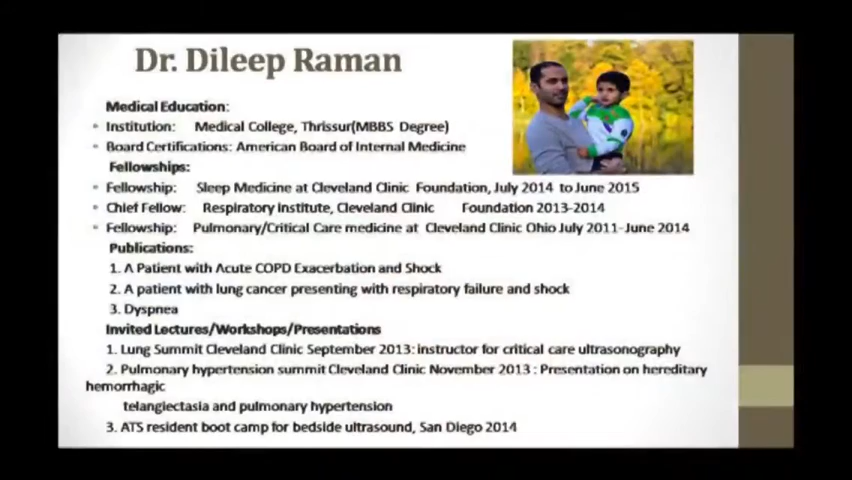 Dr. Dileep Raman
Medical Education:
Institution: Medical College, Thrissur(MBBS Degree)
Board Certifications: American Board of Internal Medicine
Fellowships:
Fellowship: Sleep Medicine at Cleveland Clinic Foundation, July 2014 to June 2015
Chief Fellow: Respiratory institute, Cleveland Clinic Foundation 2013-2014
Fellowship: Pulmonary/Critical Care medicine at Cleveland Clinic Ohio July 2011-June 2014
Publications:
1. A Patient with Acute COPD Exacerbation and Shock
2. A patient with lung cancer presenting with respiratory failure and shock
3. Dyspnea
Invited Lectures/Workshops/Presentations
1. Lung Summit Cleveland Clinic September 2013: instructor for critical care ultrasonography
2. Pulmonary hypertension summit Cleveland Clinic November 2013 : Presentation on hereditary
hemorrhagic
telangiectasia and pulmonary hypertension
3. ATS resident boot camp for bedside ultrasound, San Diego 2014